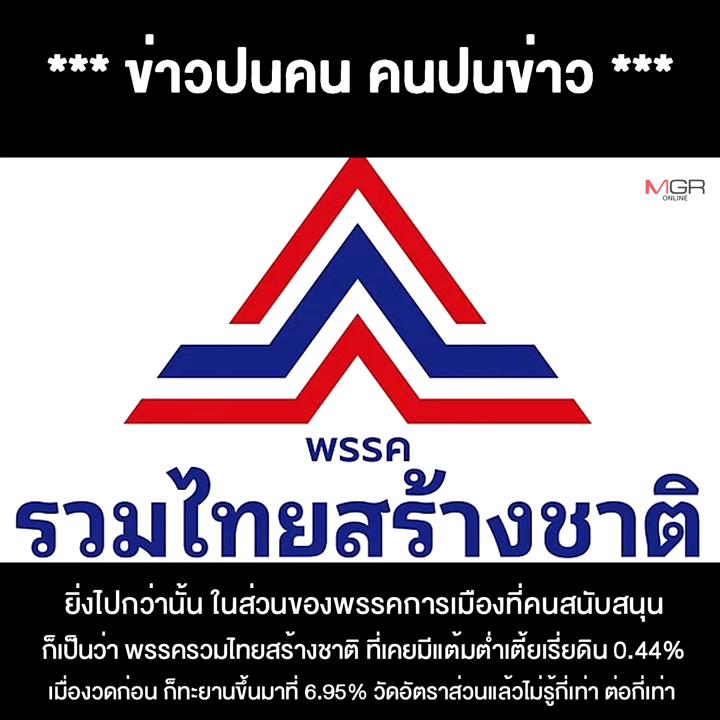 *** ข่าวปนคน คนปนข่าว ***
MGR
ONLINE
พรรค
รวมไทยสร้างชาติ
ยิ่งไปกว่านั้น ในส่วนของพรรคการเมืองที่คนสนับสนุน
ก็เป็นว่า พรรครวมไทยสร้างชาติ ที่เคยมีแต้มต่ำเตี้ยเรี่ยดิน 0.44%
เมื่องวดก่อน ก็ทะยานขึ้นมาที่ 6.95% วัดอัตราส่วนแล้วไม่รู้กี่เท่า ต่อกี่เท่า